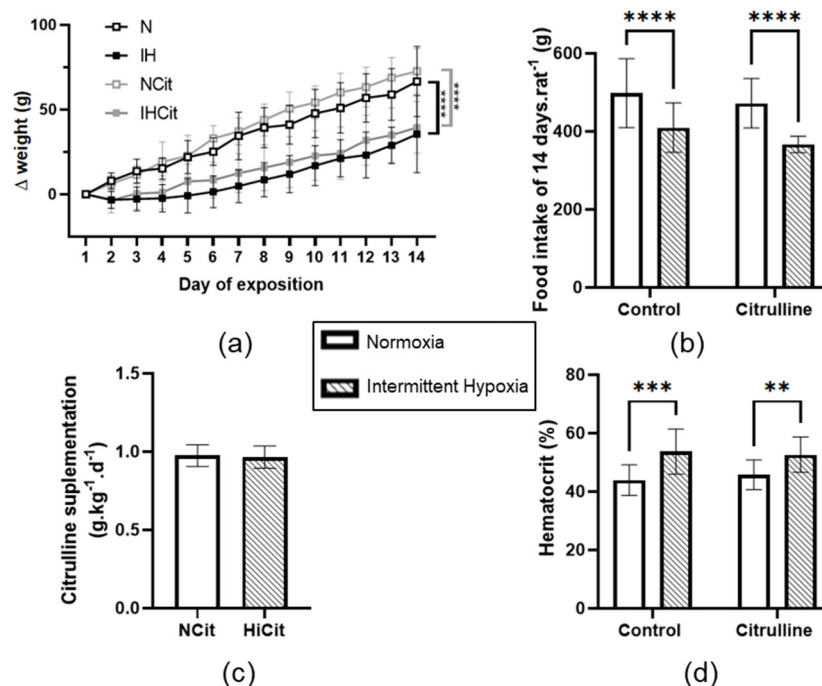 100
50
0
Δ weight (g)
N
IH
NCit
IHCit
****
****
1 2 3 4 5 6 7 8 9 10 11 12 13 14
Day of exposition
(a)
**** ****
600
400
200
0
Food intake of 14 days.rat⁻¹ (g)
Control Citrulline
(b)
Normoxia
Intermittent Hypoxia
1.5
1.0
0.5
0.0
Citrulline suplementation
(g.kg⁻¹.d⁻¹)
NCit HiCit
(c)
*** **
80
60
40
20
0
Hematocrit (%)
Control Citrulline
(d)